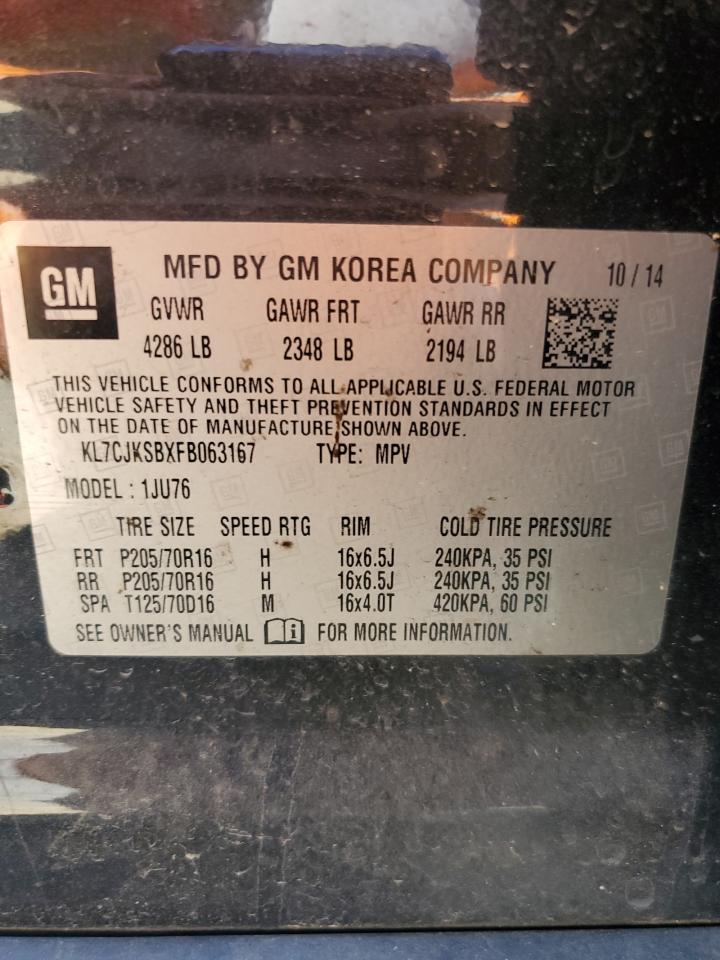 GM
MFD BY GM KOREA COMPANY 10 / 14
GVWR GAWR FRT GAWR RR
4286 LB 2348 LB 2194 LB
THIS VEHICLE CONFORMS TO ALL APPLICABLE U.S. FEDERAL MOTOR
VEHICLE SAFETY AND THEFT PREVENTION STANDARDS IN EFFECT
ON THE DATE OF MANUFACTURE SHOWN ABOVE.
KL7CJKSBXFB063167 TYPE: MPV
MODEL : 1JU76
TIRE SIZE SPEED RTG RIM COLD TIRE PRESSURE
FRT P205/70R16 H 16x6.5J 240KPA, 35 PSI
RR P205/70R16 H 16x6.5J 240KPA, 35 PSI
SPA T125/70D16 M 16x4.0T 420KPA, 60 PSI
SEE OWNER'S MANUAL FOR MORE INFORMATION.